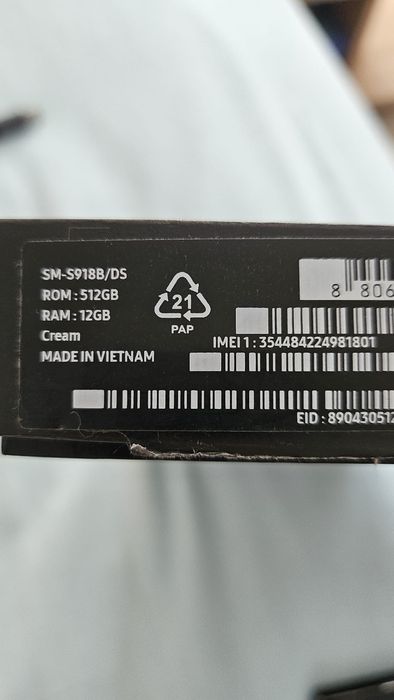 SM-S918B/DS
ROM : 512GB
RAM : 12GB
Cream
MADE IN VIETNAM
21
PAP
8 806
IMEI 1 : 354484224981801
EID : 890430512